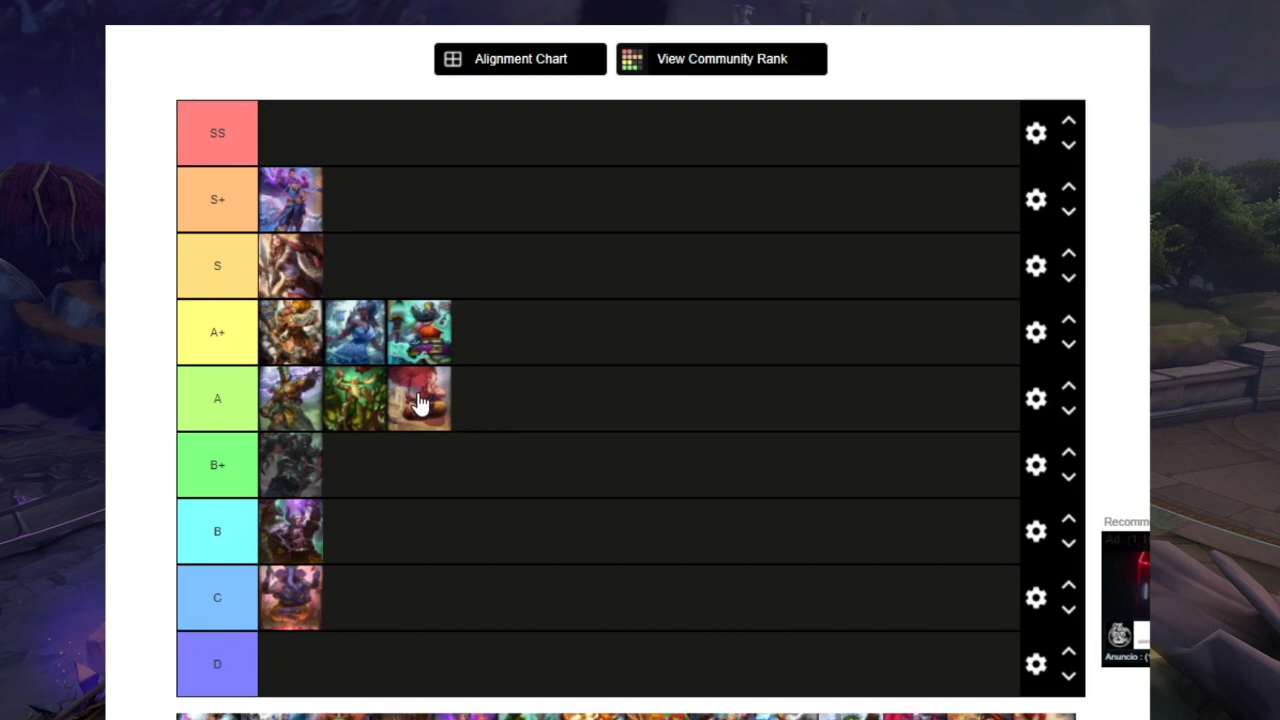 Alignment Chart
View Community Rank
SS
S+
S
A+
A
B+
B
C
D
Recomm
Anuncio : (